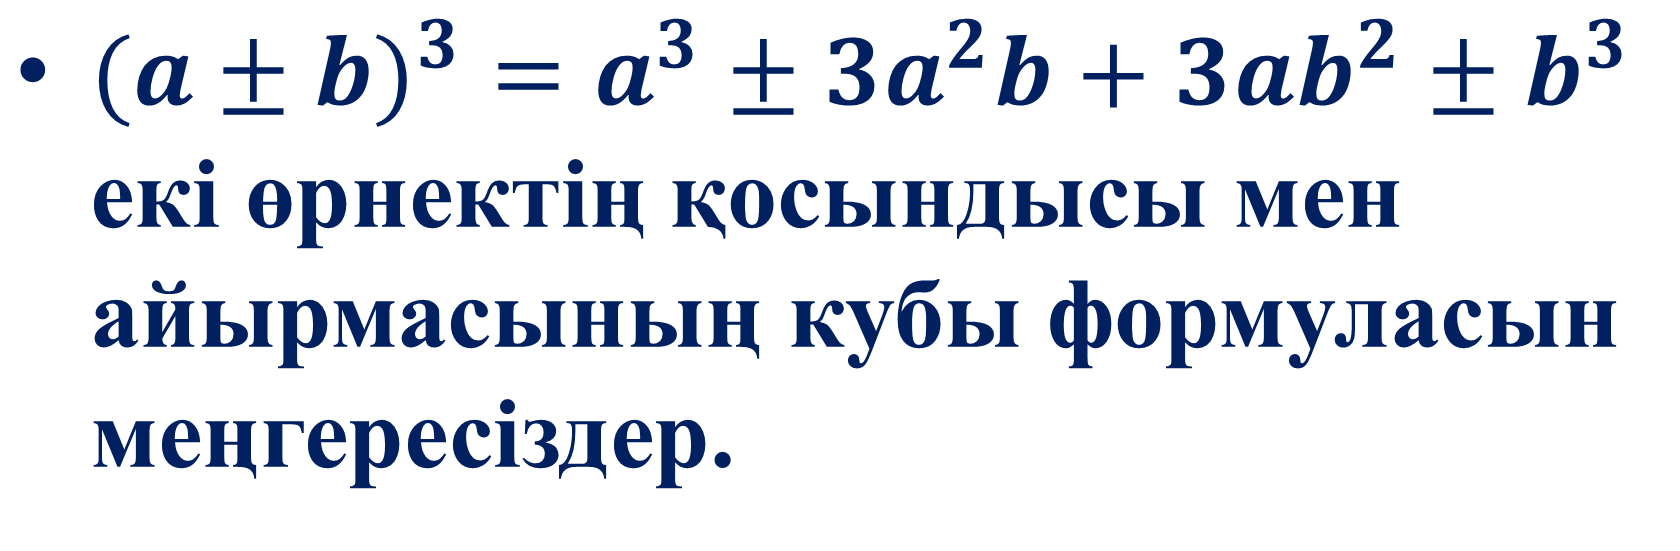 • (a ± b)³ = a³ ± 3a²b + 3ab² ± b³
екі өрнектің қосындысы мен
айырмасының кубы формуласын
меңгересіздер.